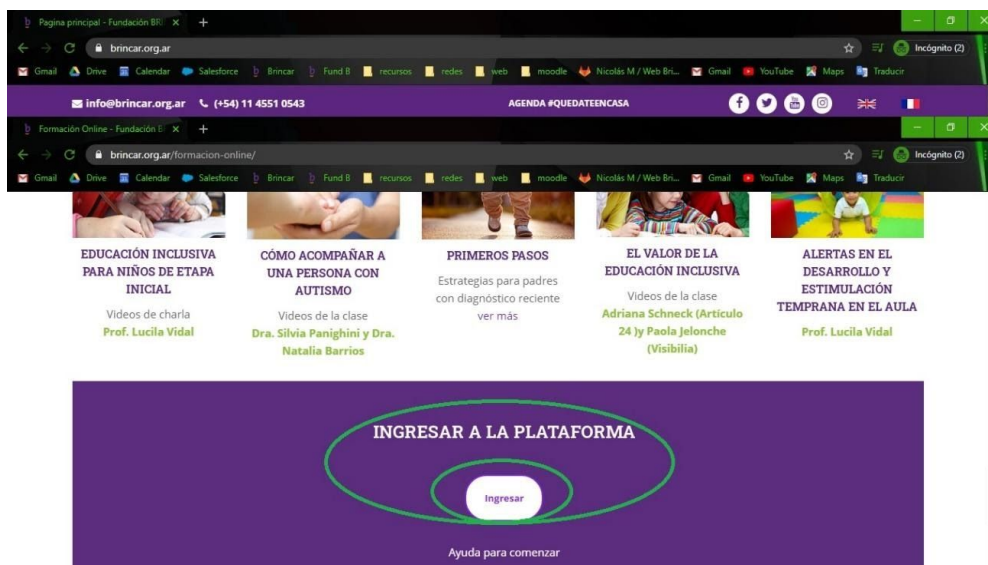 Pagina principal - Fundación BRI
brincar.org.ar
Incógnito (2)
Gmail Drive Calendar Salesforce Brincar Fund B recursos redes web moodle Nicolás M / Web Bri... Gmail YouTube Maps Traducir
info@brincar.org.ar (+54) 11 4551 0543 AGENDA #QUEDATEENCASA
Formación Online - Fundación B
brincar.org.ar/formacion-online/
Incógnito (2)
Gmail Drive Calendar Salesforce Brincar Fund B recursos redes web moodle Nicolás M / Web Bri... Gmail YouTube Maps Traducir
EDUCACIÓN INCLUSIVA
PARA NIÑOS DE ETAPA
INICIAL
Videos de charla
Prof. Lucila Vidal
CÓMO ACOMPAÑAR A
UNA PERSONA CON
AUTISMO
Videos de la clase
Dra. Silvia Panighini y Dra.
Natalia Barrios
PRIMEROS PASOS
Estrategias para padres
con diagnóstico reciente
ver más
EL VALOR DE LA
EDUCACIÓN INCLUSIVA
Videos de la clase
Adriana Schneck (Artículo
24 )y Paola Jelonche
(Visibilia)
ALERTAS EN EL
DESARROLLO Y
ESTIMULACIÓN
TEMPRANA EN EL AULA
Prof. Lucila Vidal
INGRESAR A LA PLATAFORMA
Ingresar
Ayuda para comenzar